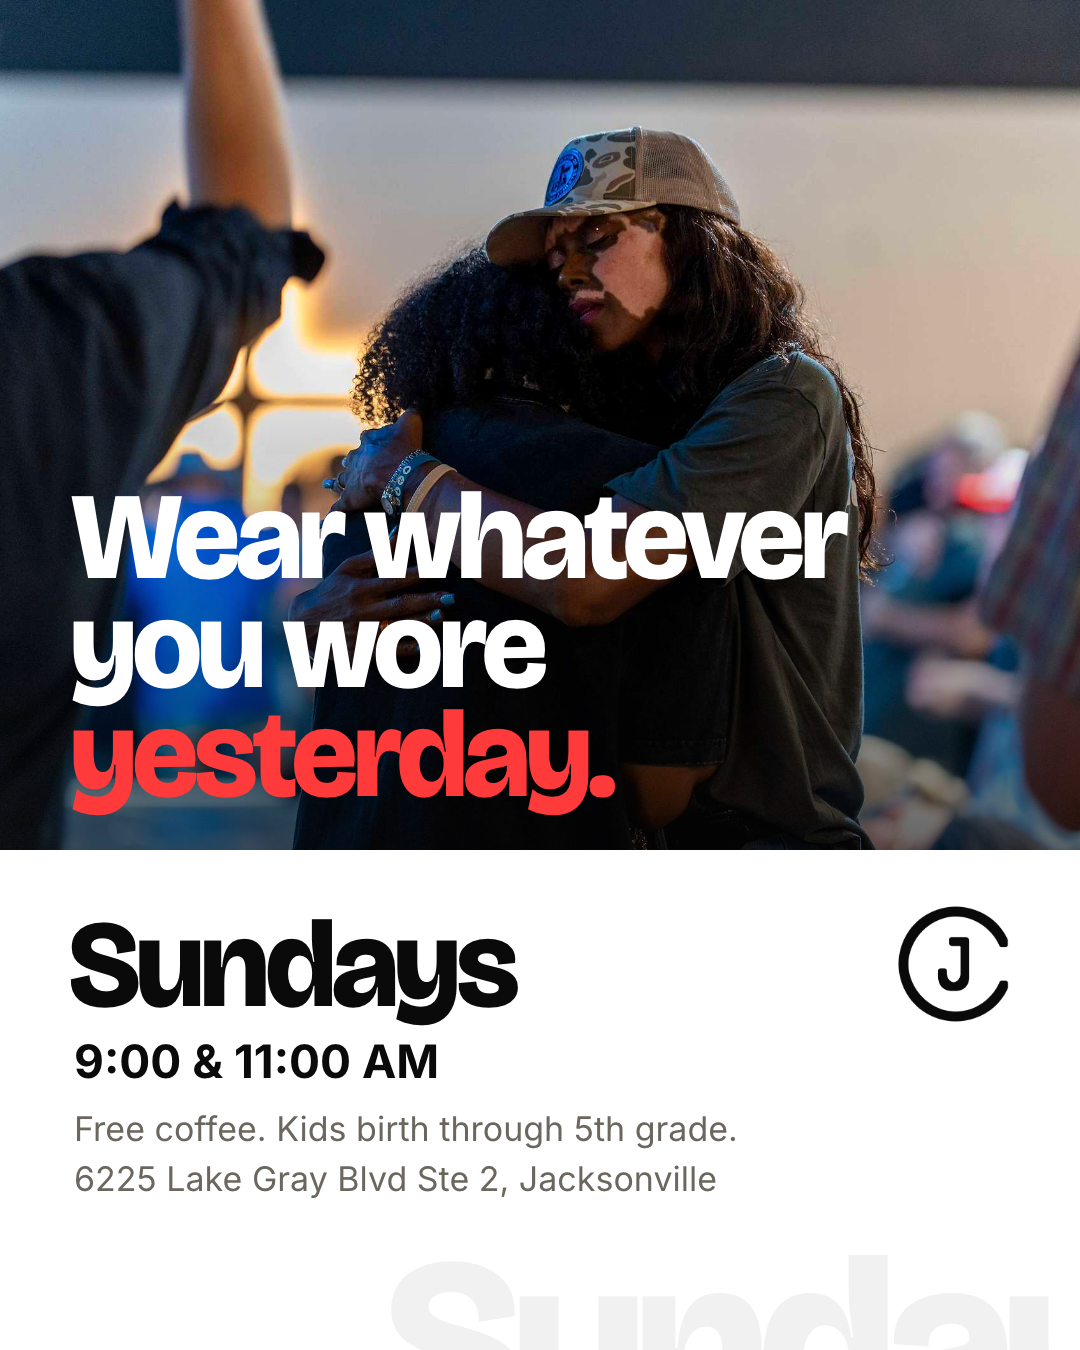 Wear whatever
you wore
yesterday.
Sundays
J
9:00 & 11:00 AM
Free coffee. Kids birth through 5th grade.
6225 Lake Gray Blvd Ste 2, Jacksonville
Sunday